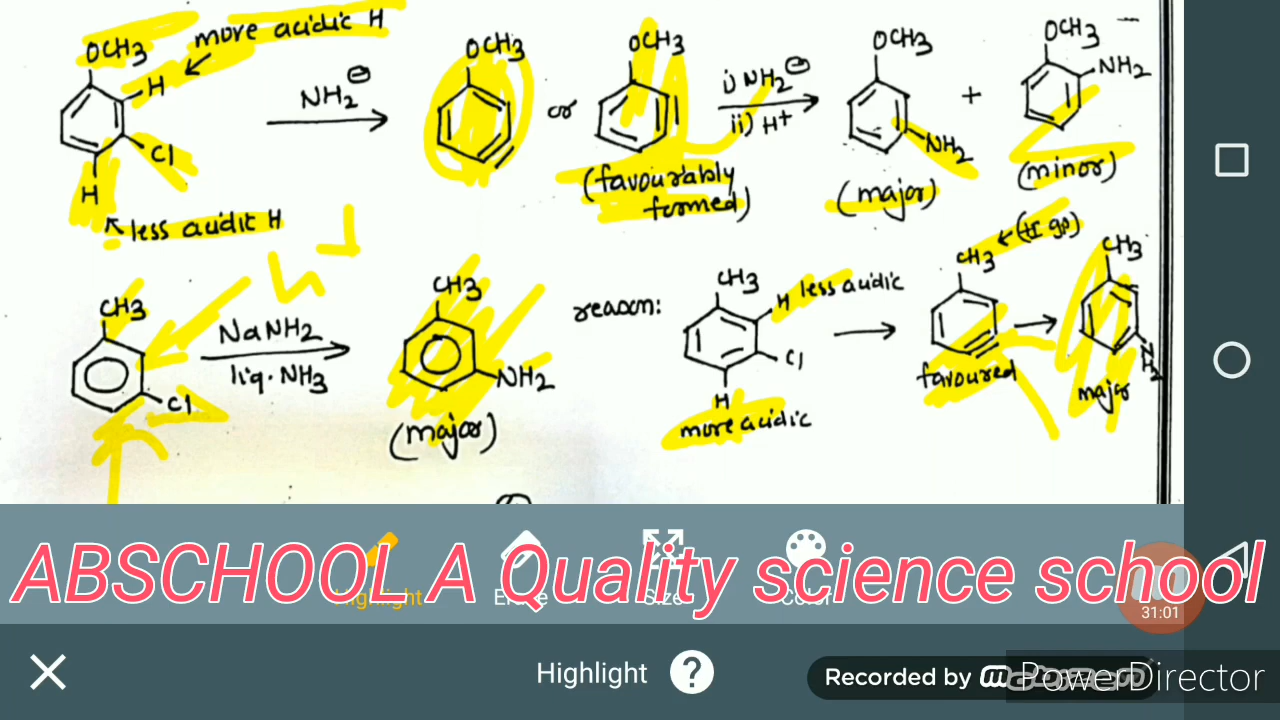 more acidic H
OCH3
H
Cl
H
less acidic H
NH2⊖
OCH3
or
OCH3
(favourably
formed)
i) NH2⊖
ii) H+
OCH3
NH2
(major)
+
OCH3
NH2
(minor)
CH3
Cl
NaNH2
liq. NH3
CH3
NH2
(major)
reason:
CH3
H less acidic
Cl
H
more acidic
CH3
favoured
CH3
NH2
major
ABSCHOOL A Quality science school
Highlight
Erase
Size
Color
31:01
Highlight
?
Recorded by
PowerDirector